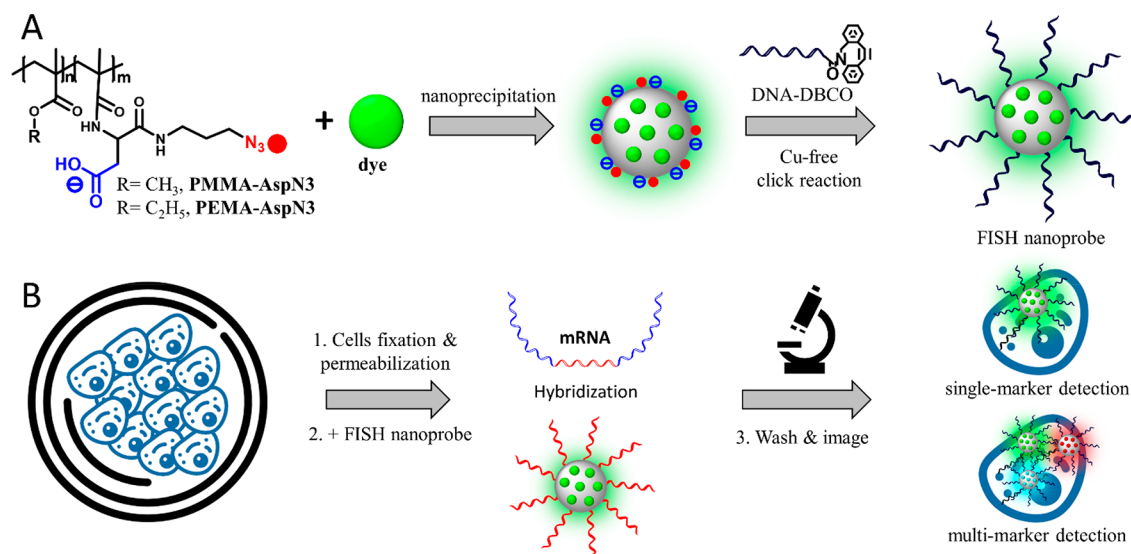 A
n
m
O
O
O
O
R
HN
N
H
N₃
HO
⊖
O
R= CH₃, PMMA-AspN3
R= C₂H₅, PEMA-AspN3
+
dye
nanoprecipitation
N
O
DNA-DBCO
Cu-free
click reaction
FISH nanoprobe
B
1. Cells fixation &
permeabilization
2. + FISH nanoprobe
mRNA
Hybridization
3. Wash & image
single-marker detection
multi-marker detection